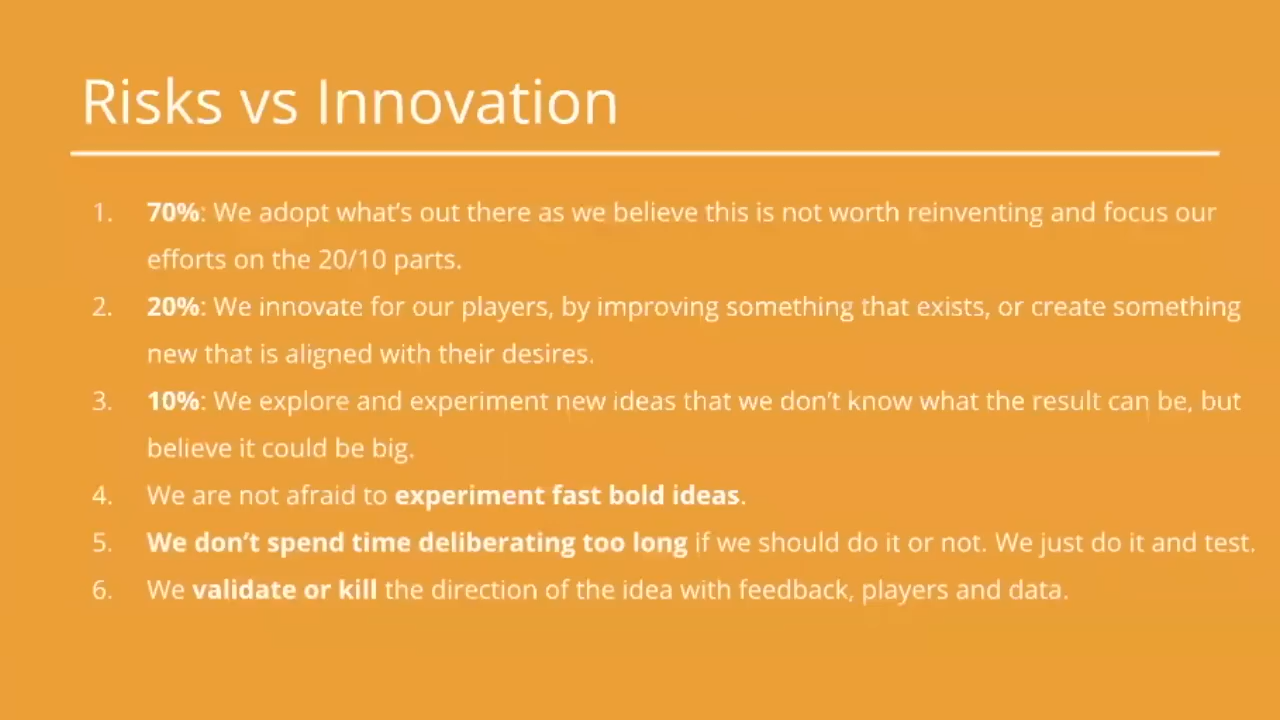 Risks vs Innovation
1. 70%: We adopt what's out there as we believe this is not worth reinventing and focus our
efforts on the 20/10 parts.
2. 20%: We innovate for our players, by improving something that exists, or create something
new that is aligned with their desires.
3. 10%: We explore and experiment new ideas that we don't know what the result can be, but
believe it could be big.
4. We are not afraid to experiment fast bold ideas.
5. We don't spend time deliberating too long if we should do it or not. We just do it and test.
6. We validate or kill the direction of the idea with feedback, players and data.